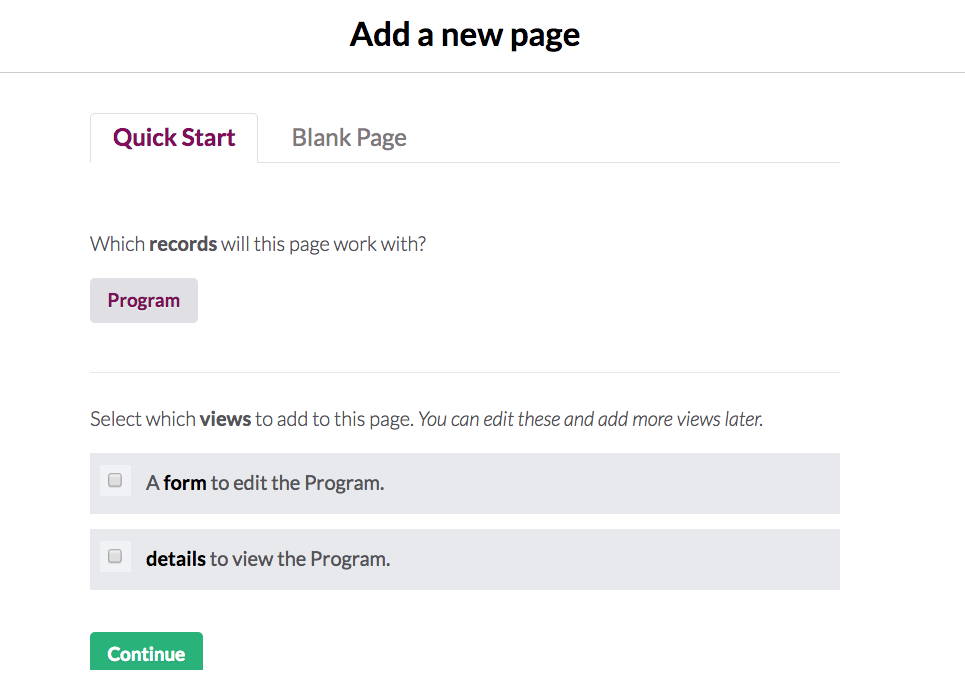 Add a new page
Quick Start
Blank Page
Which records will this page work with?
Program
Select which views to add to this page. You can edit these and add more views later.
A form to edit the Program.
details to view the Program.
Continue